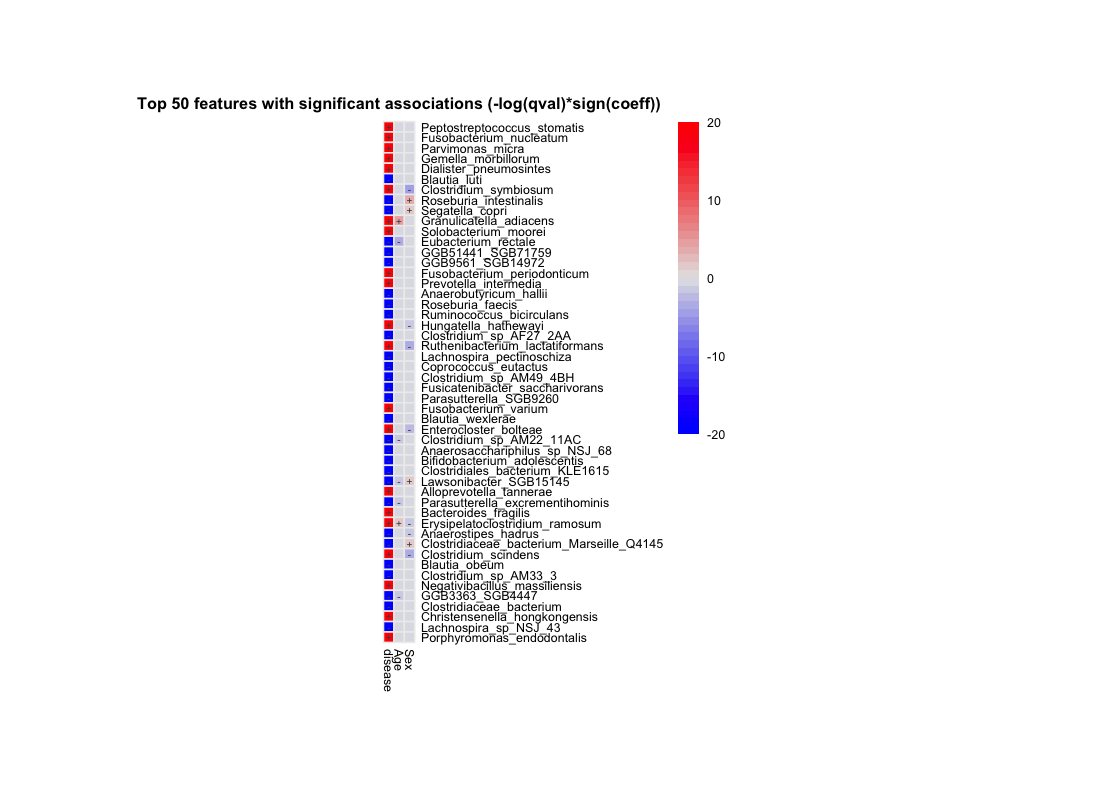 Top 50 features with significant associations (-log(qval)*sign(coeff))
+ Peptostreptococcus_stomatis
+ Fusobacterium_nucleatum
+ Parvimonas_micra
+ Gemella_morbillorum
+ Dialister_pneumosintes
Blautia_luti
+ - Clostridium_symbiosum
+ Roseburia_intestinalis
+ Segatella_copri
+ + Granulicatella_adiacens
+ Solobacterium_moorei
- Eubacterium_rectale
GGB51441_SGB71759
GGB9561_SGB14972
+ Fusobacterium_periodonticum
+ Prevotella_intermedia
Anaerobutyricum_hallii
Roseburia_faecis
Ruminococcus_bicirculans
+ - Hungatella_hathewayi
Clostridium_sp_AF27_2AA
+ - Ruthenibacterium_lactatiformans
Lachnospira_pectinoschiza
Coprococcus_eutactus
Clostridium_sp_AM49_4BH
Fusicatenibacter_saccharivorans
Parasutterella_SGB9260
+ Fusobacterium_varium
Blautia_wexlerae
+ - Enterocloster_bolteae
- Clostridium_sp_AM22_11AC
Anaerosacchariphilus_sp_NSJ_68
Bifidobacterium_adolescentis
Clostridiales_bacterium_KLE1615
- + Lawsonibacter_SGB15145
+ Alloprevotella_tannerae
- Parasutterella_excrementihominis
+ Bacteroides_fragilis
+ + - Erysipelatoclostridium_ramosum
- Anaerostipes_hadrus
+ Clostridiaceae_bacterium_Marseille_Q4145
+ - Clostridium_scindens
Blautia_obeum
Clostridium_sp_AM33_3
+ Negativibacillus_massiliensis
- GGB3363_SGB4447
Clostridiaceae_bacterium
+ Christensenella_hongkongensis
Lachnospira_sp_NSJ_43
+ Porphyromonas_endodontalis
disease
Age
Sex
20
10
0
-10
-20